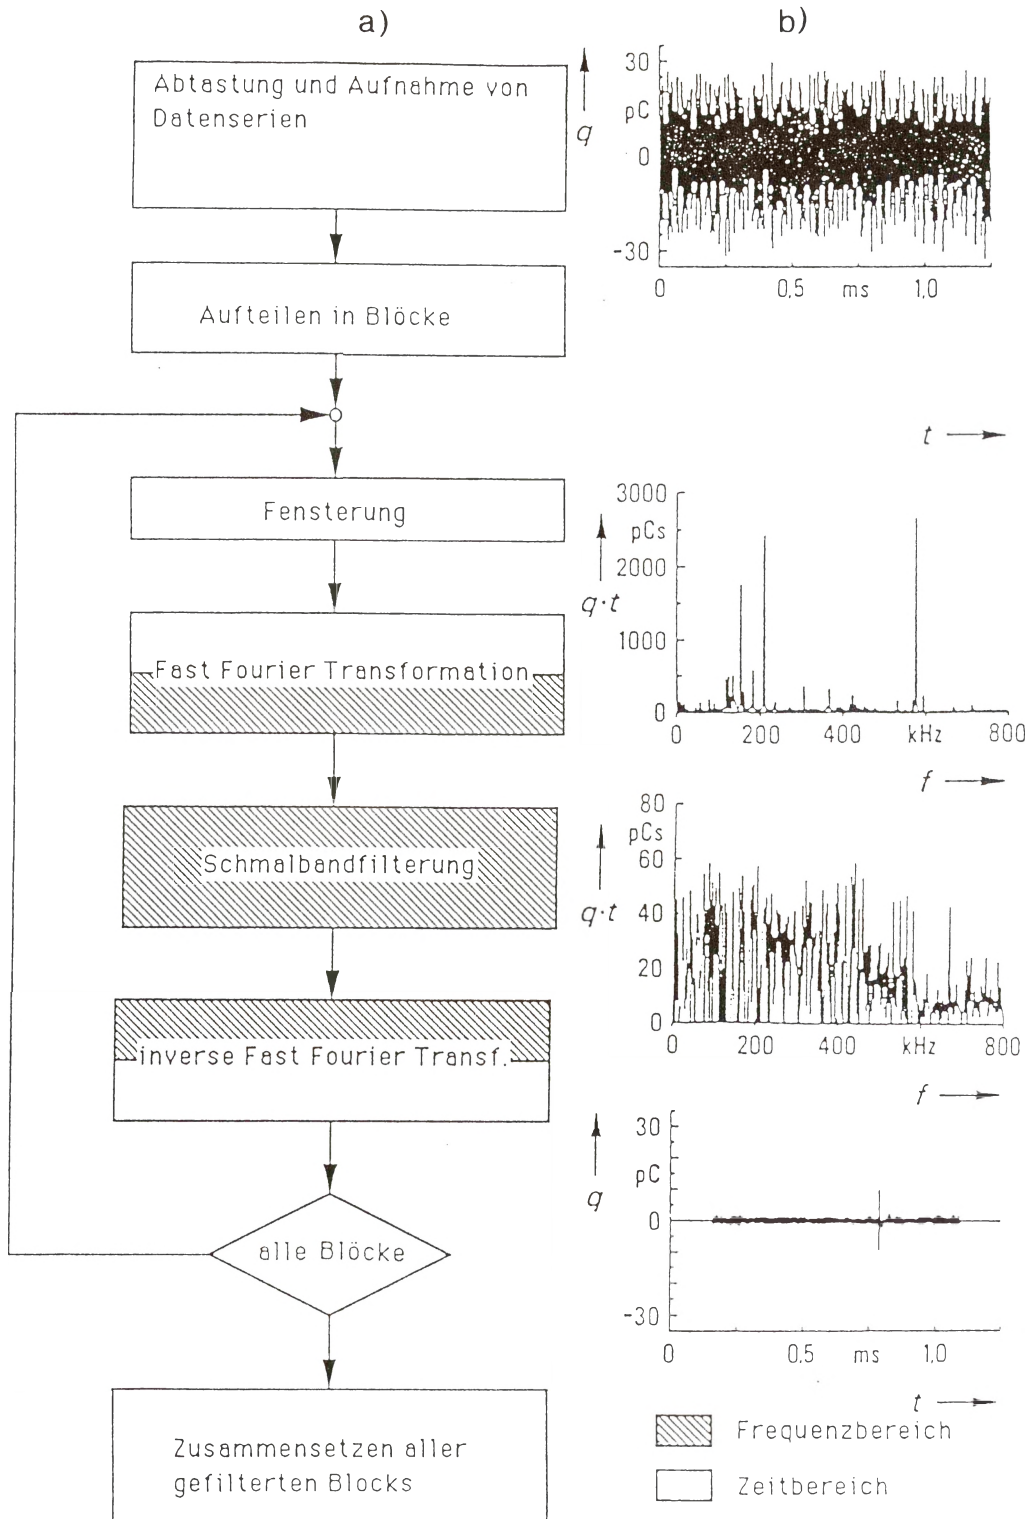 a)
Abtastung und Aufnahme von
Datenserien
Aufteilen in Blöcke
Fensterung
Fast Fourier Transformation
Schmalbandfilterung
inverse Fast Fourier Transf.
alle Blöcke
Zusammensetzen aller
gefilterten Blocks
b)
q
30
pC
0
-30
0 0,5 ms 1,0
t
q·t
3000
pCs
2000
1000
0
0 200 400 kHz 800
f
q·t
80
pCs
60
40
20
0
0 200 400 kHz 800
f
q
30
pC
0
-30
0 0,5 ms 1,0
t
Frequenzbereich
Zeitbereich